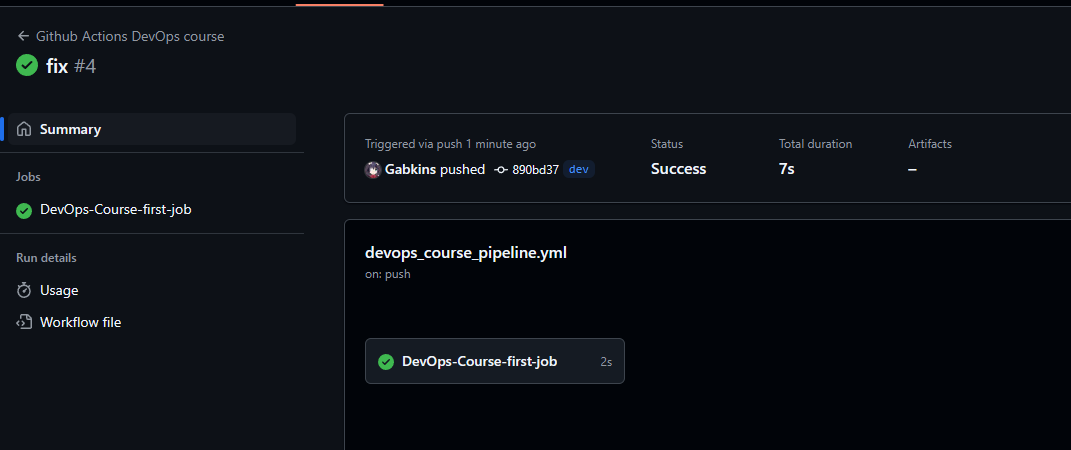 Github Actions DevOps course
fix #4
Summary
Jobs
DevOps-Course-first-job
Run details
Usage
Workflow file
Triggered via push 1 minute ago
Gabkins pushed 890bd37 dev
Status
Success
Total duration
7s
Artifacts
–
devops_course_pipeline.yml
on: push
DevOps-Course-first-job 2s